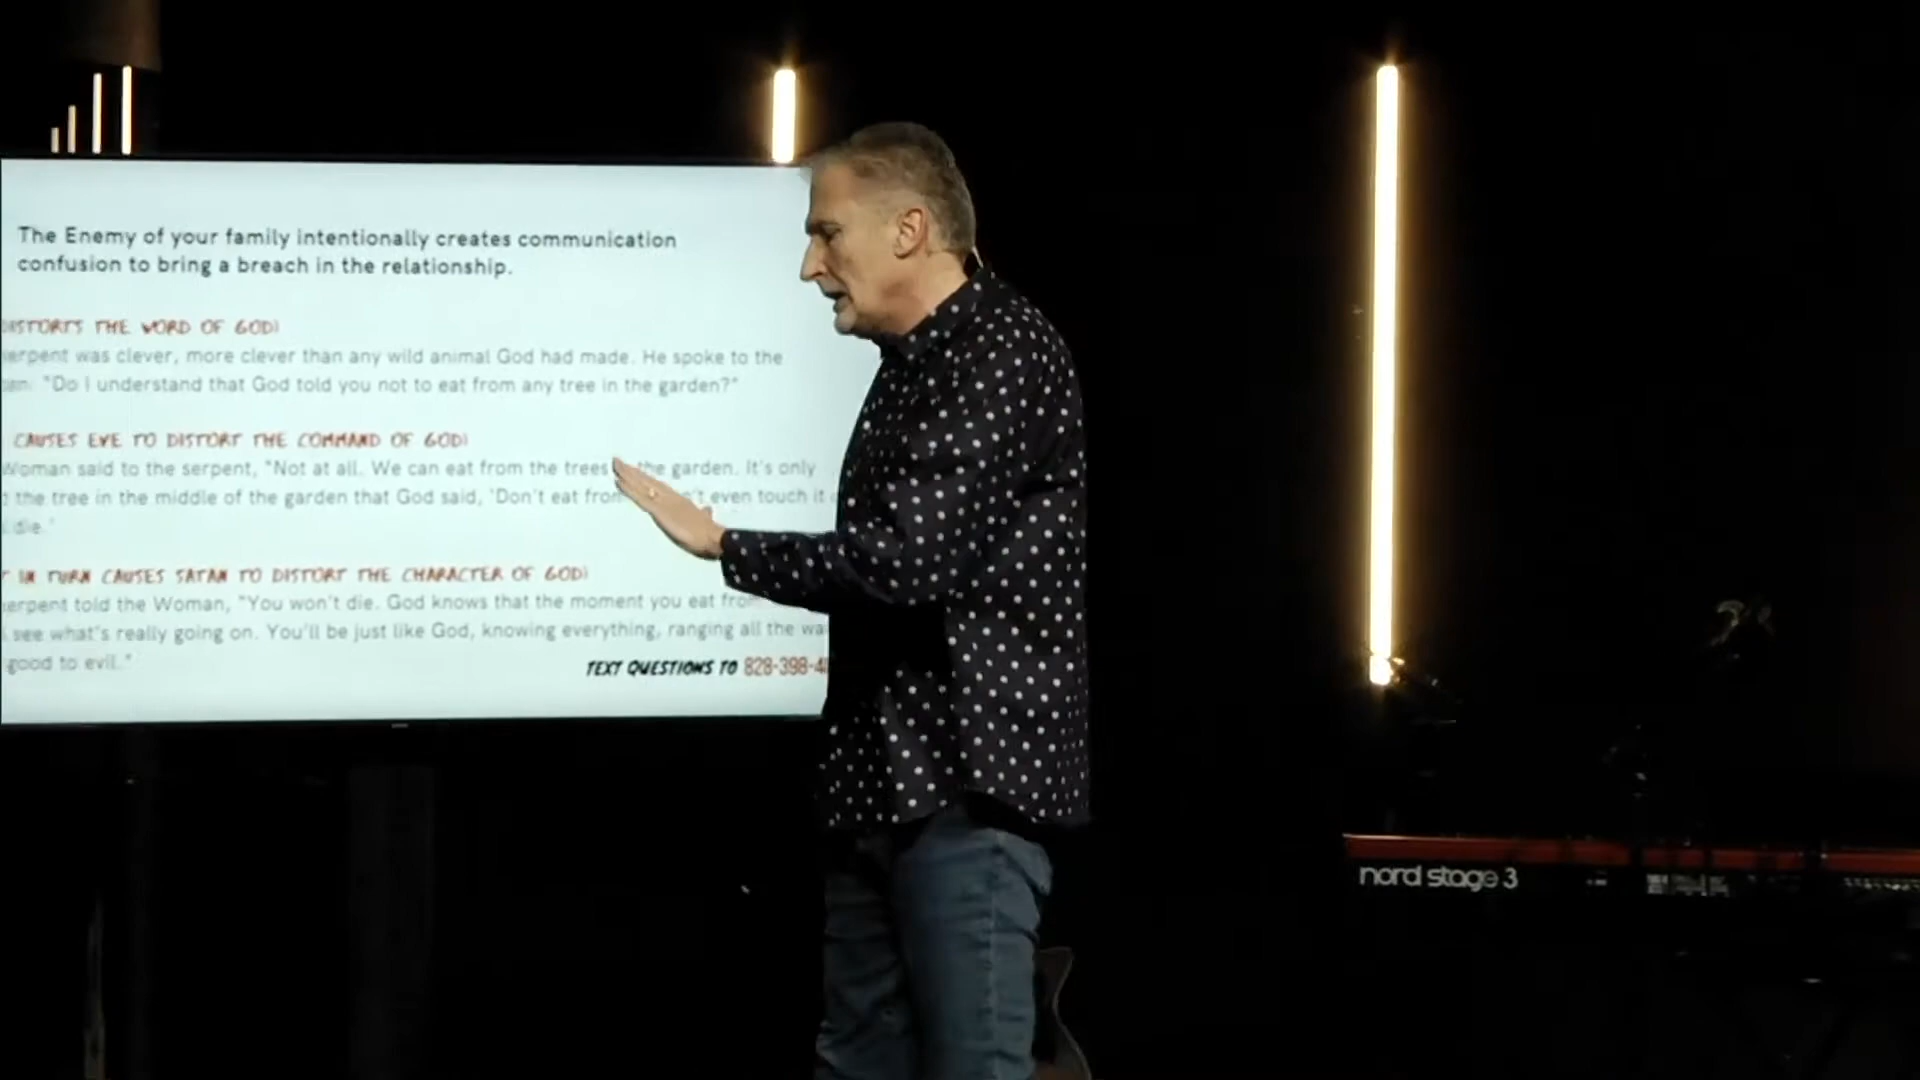 The Enemy of your family intentionally creates communication
confusion to bring a breach in the relationship.
DISTORTS THE WORD OF GOD)
serpent was clever, more clever than any wild animal God had made. He spoke to the
"Do I understand that God told you not to eat from any tree in the garden?"
CAUSES EVE TO DISTORT THE COMMAND OF GOD)
Woman said to the serpent, "Not at all. We can eat from the trees the garden. It's only
the tree in the middle of the garden that God said, 'Don't eat from even touch it
die.'
IN TURN CAUSES SATAN TO DISTORT THE CHARACTER OF GOD)
serpent told the Woman, "You won't die. God knows that the moment you eat from
see what's really going on. You'll be just like God, knowing everything, ranging all the
good to evil."
TEXT QUESTIONS TO 828-398-4
nord stage 3